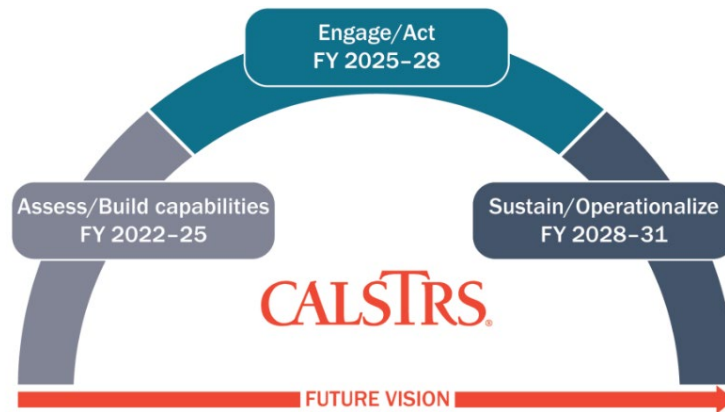 Engage/Act
FY 2025–28
Assess/Build capabilities
FY 2022–25
Sustain/Operationalize
FY 2028–31
CALSTRS®
FUTURE VISION